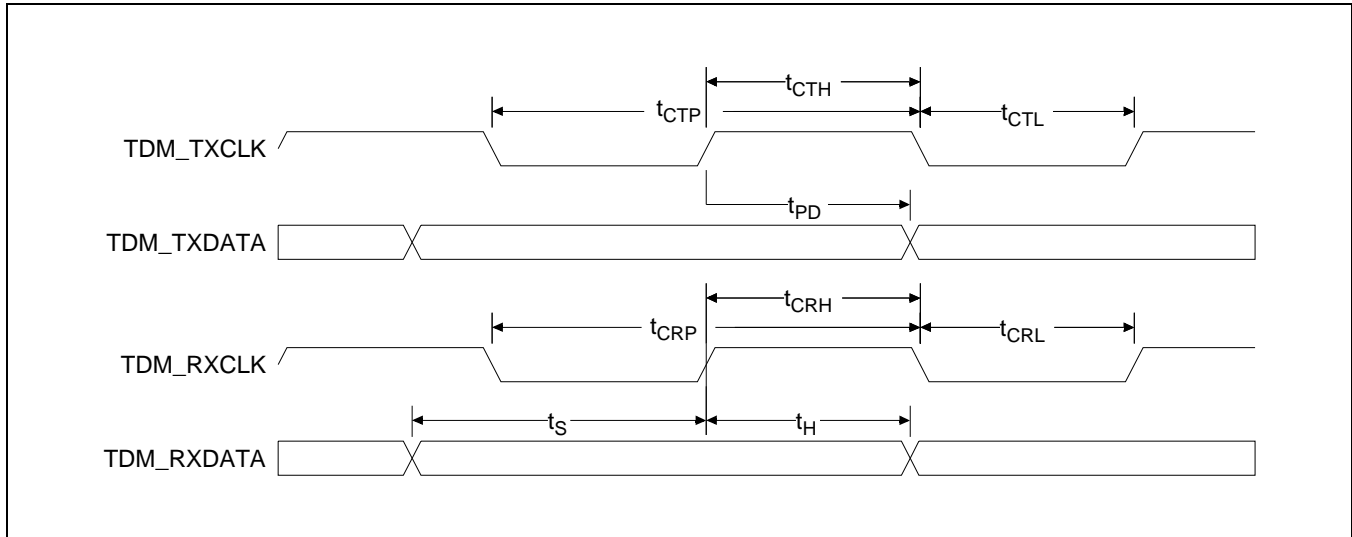 tCTH
tCTP
tCTL
TDM_TXCLK
tPD
TDM_TXDATA
tCRH
tCRP
tCRL
TDM_RXCLK
tS
tH
TDM_RXDATA